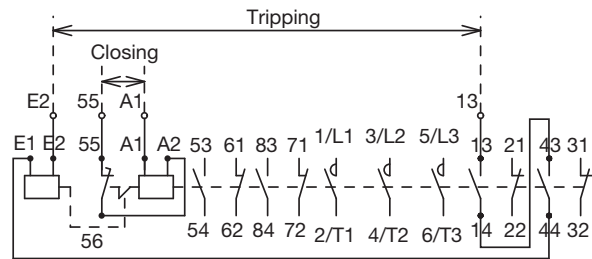 Tripping
Closing
E2 55 A1 13
E1 E2 55 A1 A2 53 61 83 71 1/L1 3/L2 5/L3 13 21 43 31
56 54 62 84 72 2/T1 4/T2 6/T3 14 22 44 32